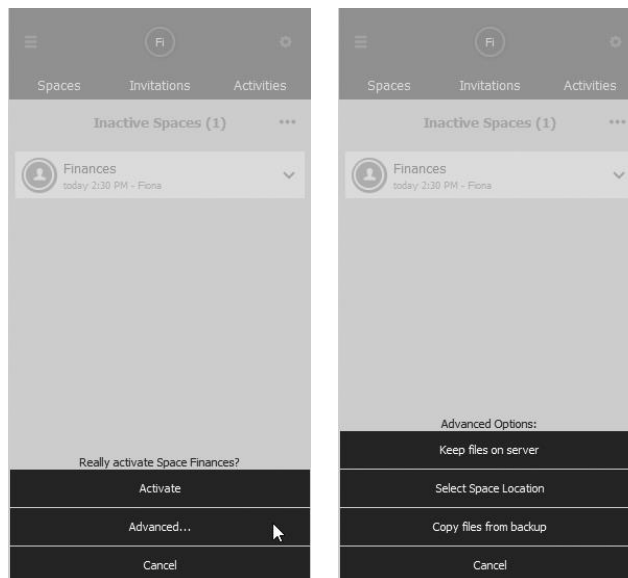 Fi
Spaces Invitations Activities
Inactive Spaces (1)
Finances
today 2:30 PM - Fiona
Really activate Space Finances?
Activate
Advanced...
Cancel
Fi
Spaces Invitations Activities
Inactive Spaces (1)
Finances
today 2:30 PM - Fiona
Advanced Options:
Keep files on server
Select Space Location
Copy files from backup
Cancel